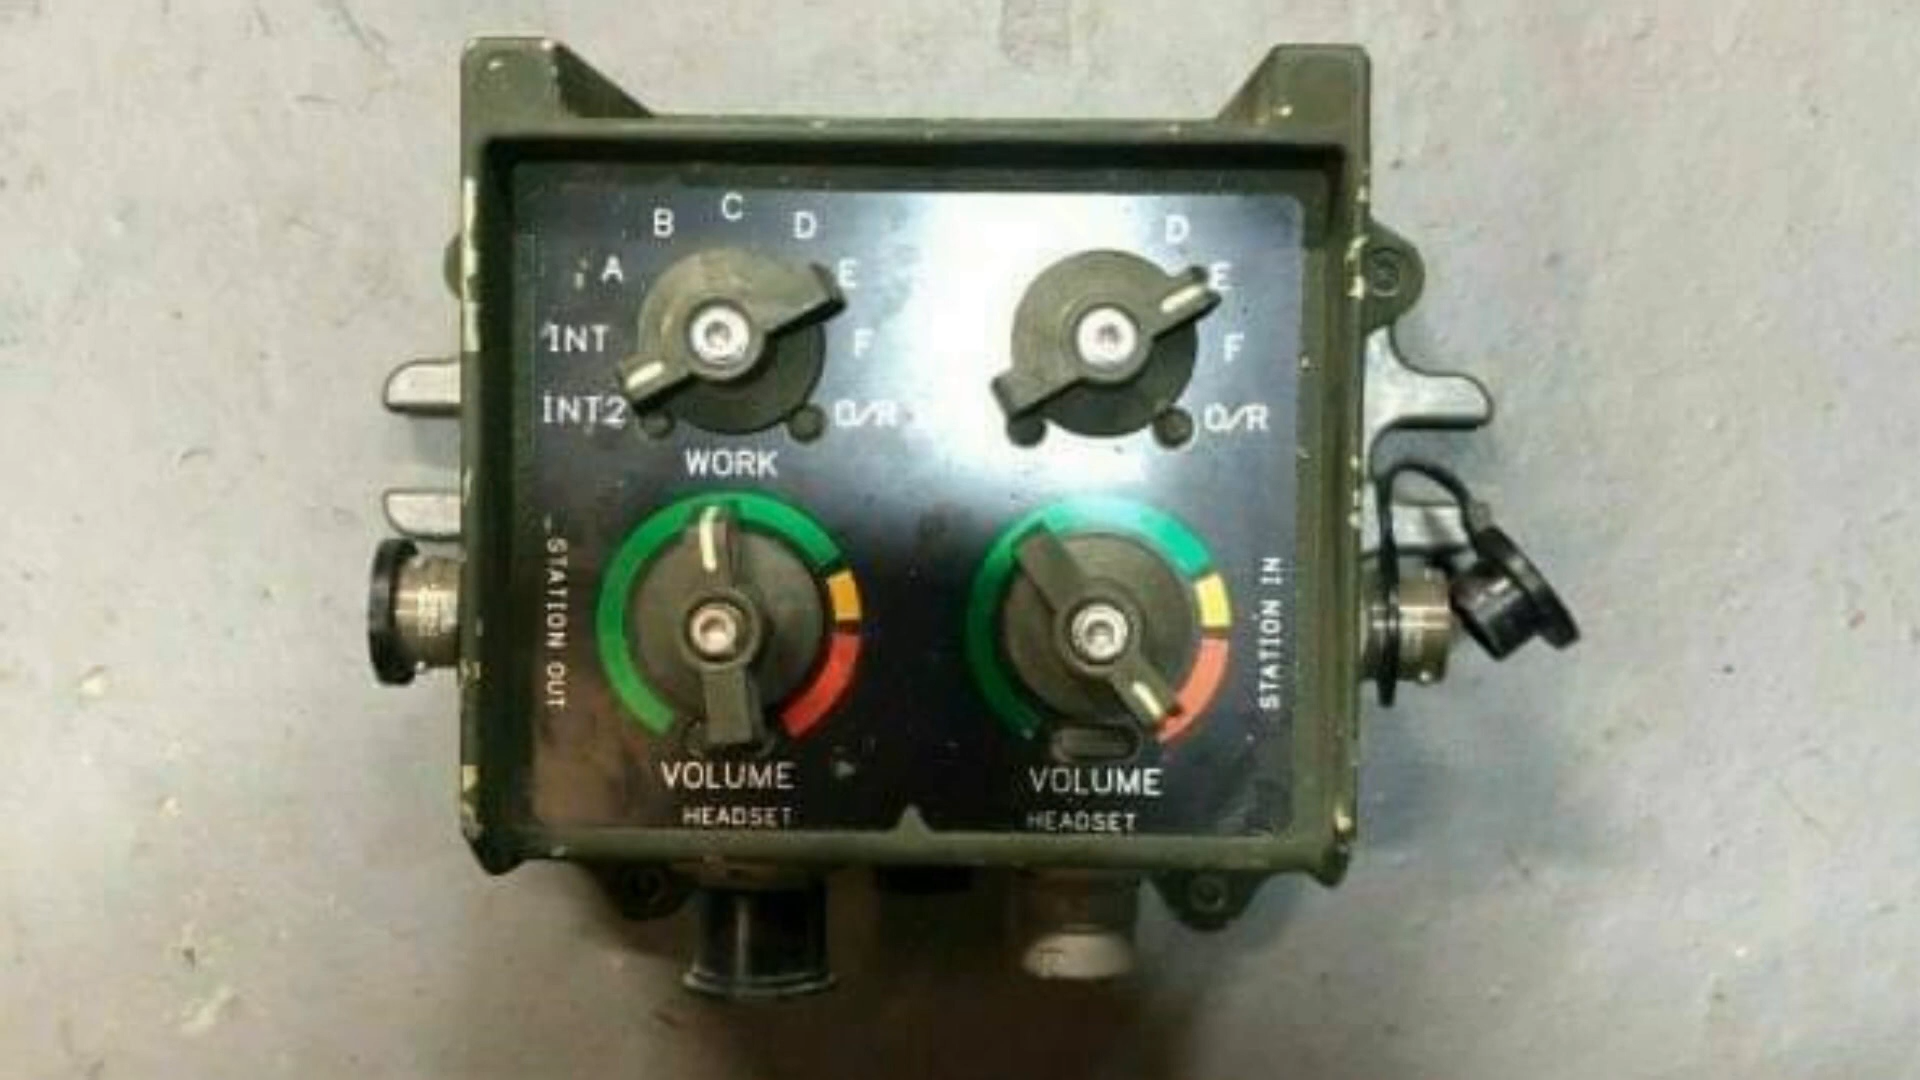 C
B D D
A E E
INT F F
INT2 O/R O/R
WORK
STATION OUT
STATION IN
VOLUME VOLUME
HEADSET HEADSET